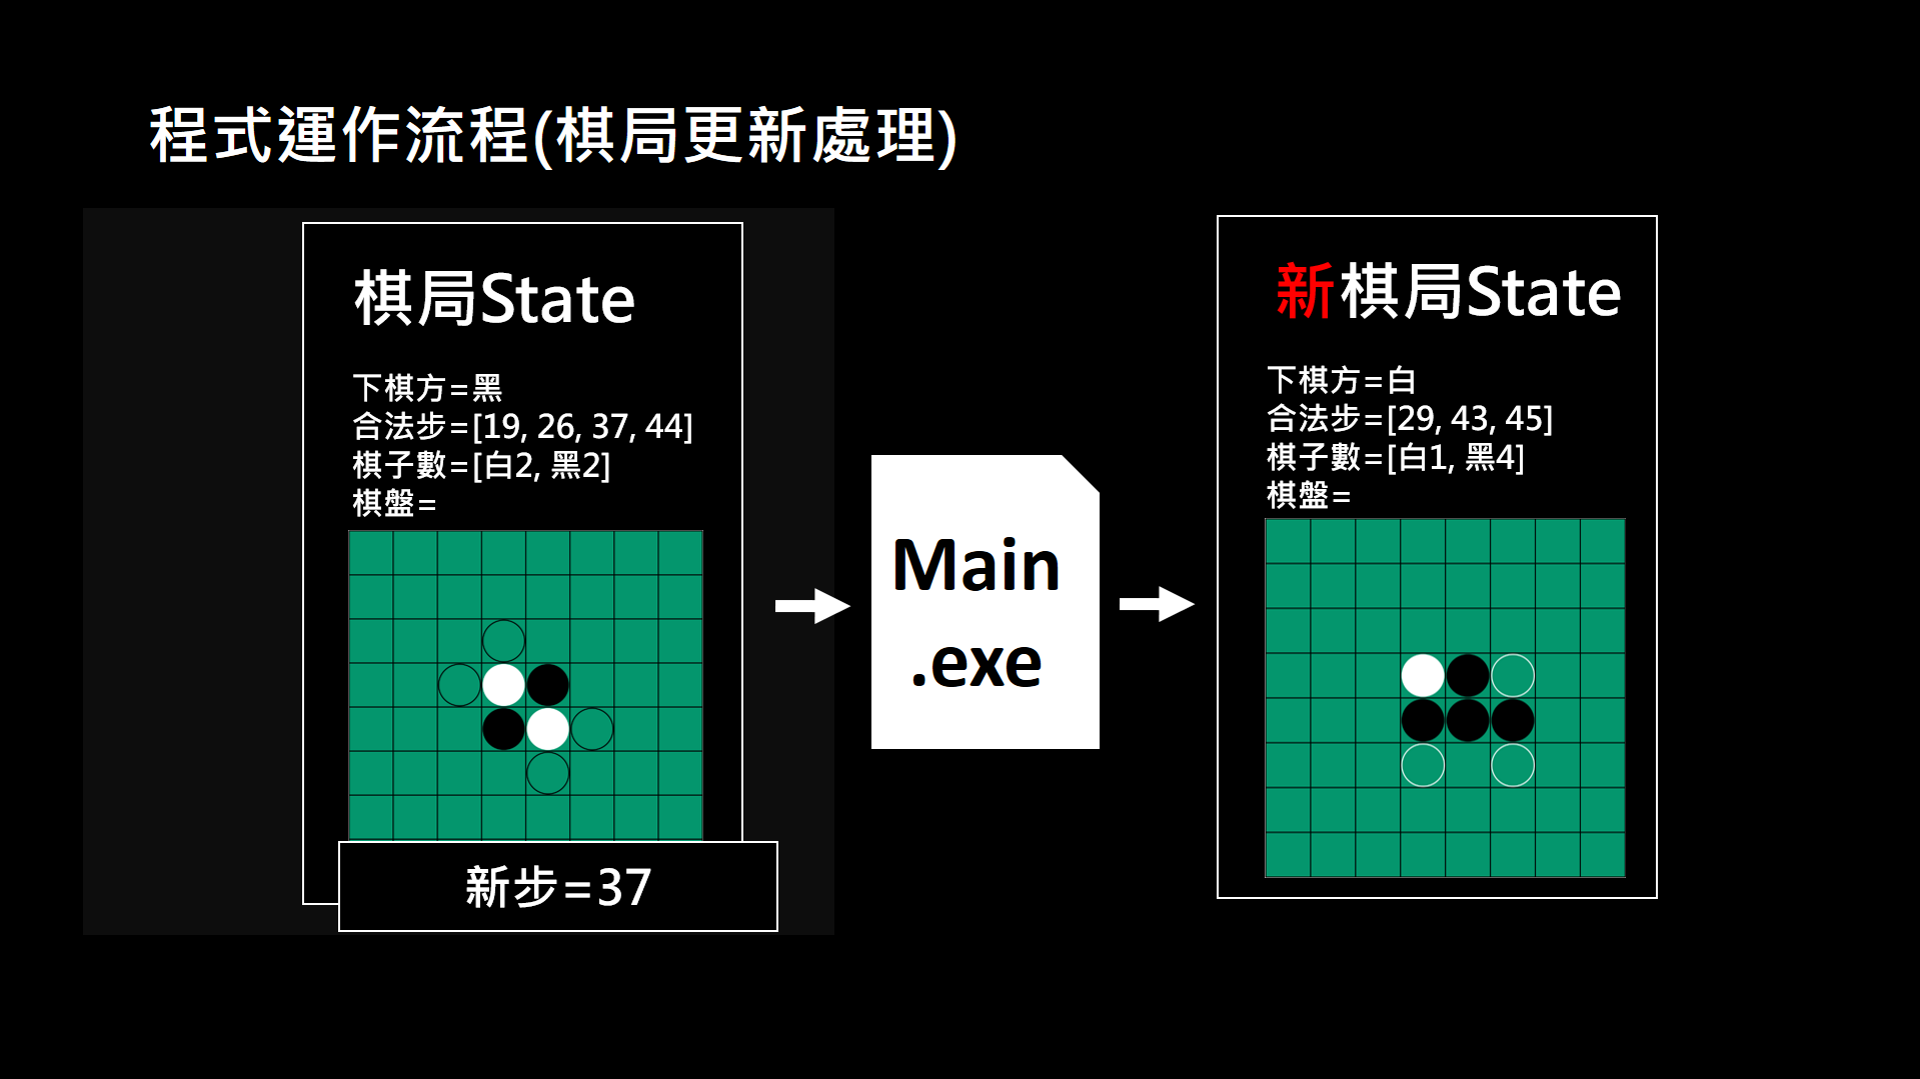 程式運作流程(棋局更新處理)
棋局State
下棋方=黑
合法步=[19, 26, 37, 44]
棋子數=[白2, 黑2]
棋盤=
新步=37
Main
.exe
新棋局State
下棋方=白
合法步=[29, 43, 45]
棋子數=[白1, 黑4]
棋盤=